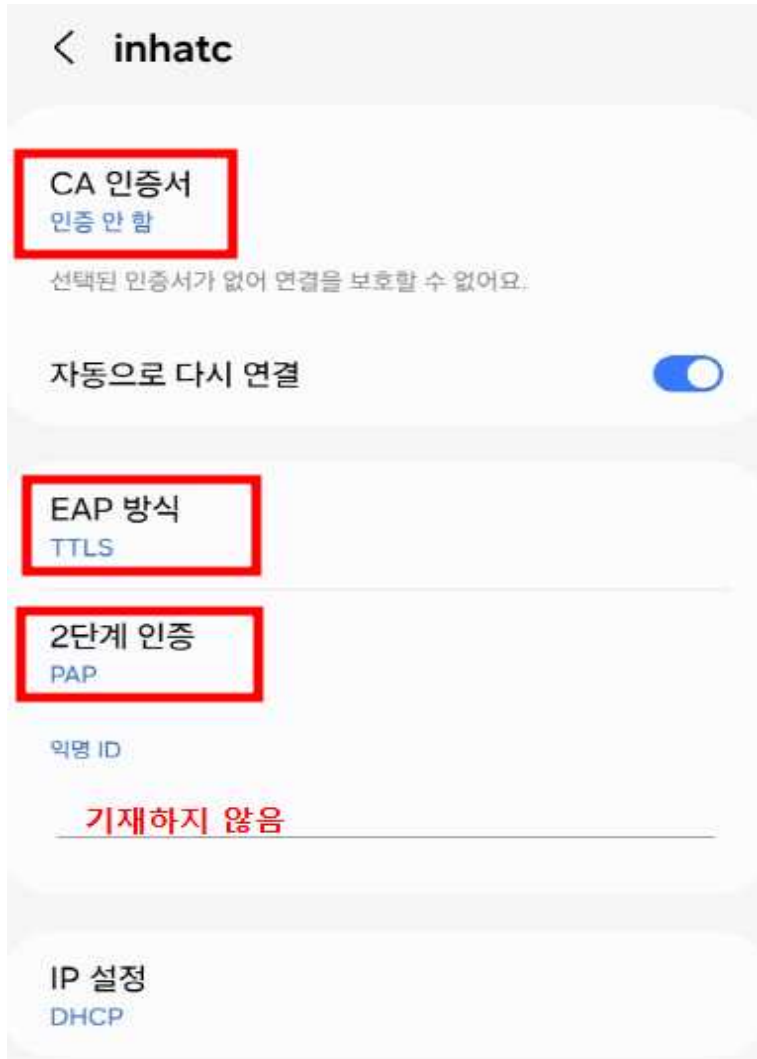 inhatc
CA 인증서
인증 안 함
선택된 인증서가 없어 연결을 보호할 수 없어요.
자동으로 다시 연결
EAP 방식
TTLS
2단계 인증
PAP
익명 ID
기재하지 않음
IP 설정
DHCP